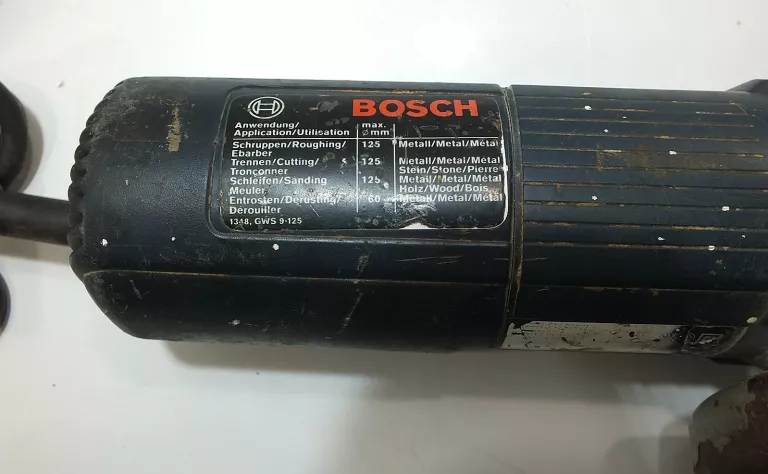 BOSCH
Anwendung/ max.
Application/Utilisation Ømm
Schruppen/Roughing/ 125 Metall/Metal/Métal
Ebarber
Trennen/Cutting/ 125 Metall/Metal/Métal
Tronçonner Stein/Stone/Pierre
Schleifen/Sanding 125 Metall/Metal/Métal
Meuler Holz/Wood/Bois
Entrosten/Derusting/ 60 Metall/Metal/Métal
Derouiller
1348, GWS 9-125